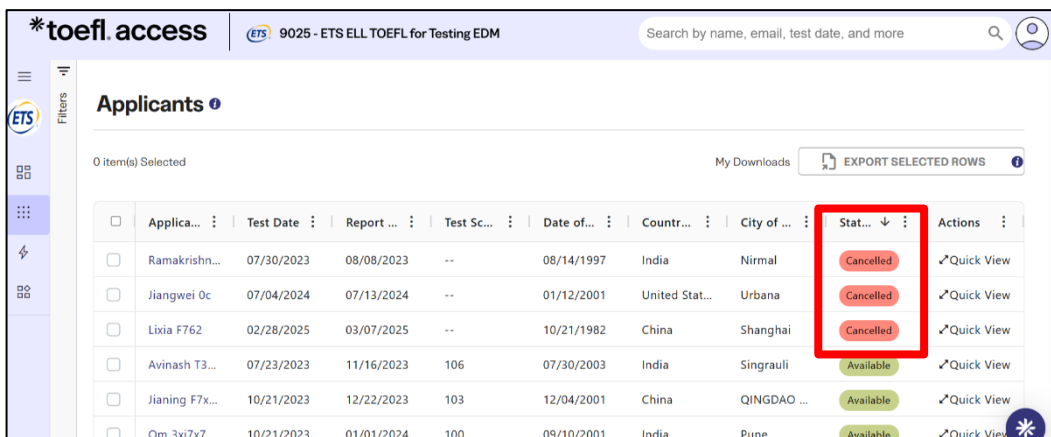 *toefl. access
ETS 9025 - ETS ELL TOEFL for Testing EDM
Search by name, email, test date, and more
ETS
Filters
Applicants
0 item(s) Selected
My Downloads EXPORT SELECTED ROWS
Applica... Test Date Report ... Test Sc... Date of... Countr... City of ... Stat... ↓ Actions
Ramakrishn... 07/30/2023 08/08/2023 -- 08/14/1997 India Nirmal Cancelled Quick View
Jiangwei 0c 07/04/2024 07/13/2024 -- 01/12/2001 United Stat... Urbana Cancelled Quick View
Lixia F762 02/28/2025 03/07/2025 -- 10/21/1982 China Shanghai Cancelled Quick View
Avinash T3... 07/23/2023 11/16/2023 106 07/30/2003 India Singrauli Available Quick View
Jianing F7x... 10/21/2023 12/22/2023 103 12/04/2001 China QINGDAO ... Available Quick View
Om 3xi7x7 10/21/2023 01/01/2024 100 09/10/2001 India Pune Available Quick View